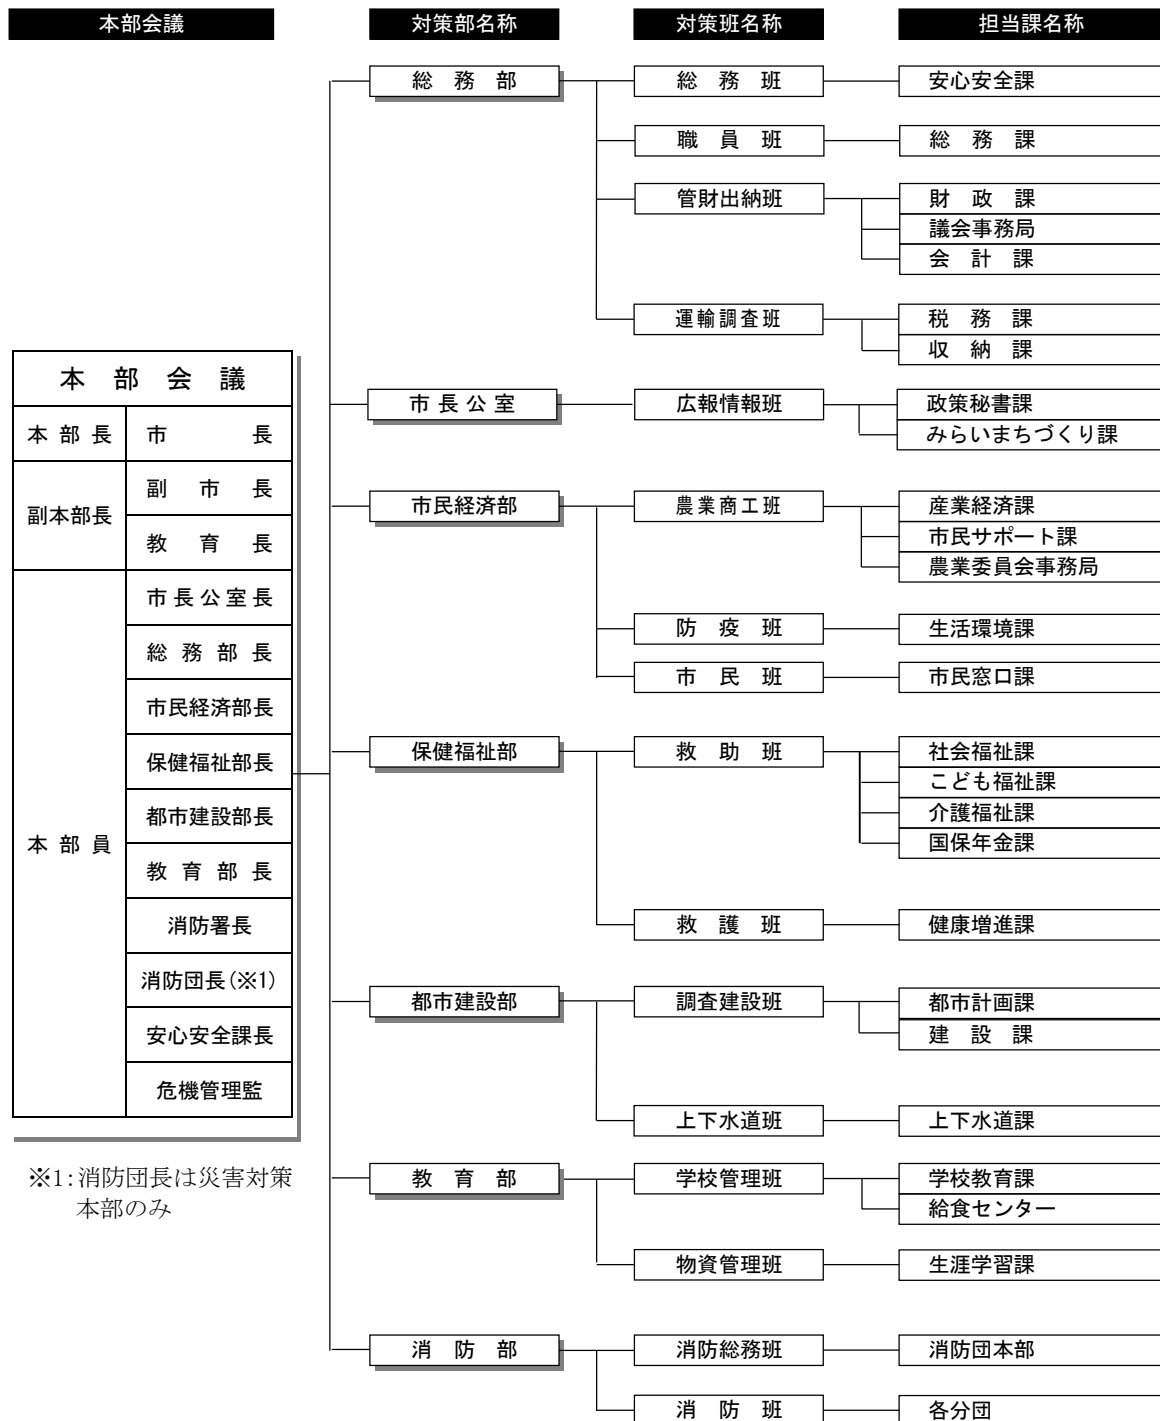 本部会議 対策部名称 対策班名称 担当課名称
総務部 総務班 安心安全課
職員班 総務課
管財出納班 財政課
議会事務局
会計課
運輸調査班 税務課
収納課
市長公室 広報情報班 政策秘書課
みらいまちづくり課
市民経済部 農業商工班 産業経済課
市民サポート課
農業委員会事務局
防疫班 生活環境課
市民班 市民窓口課
保健福祉部 救助班 社会福祉課
こども福祉課
介護福祉課
国保年金課
救護班 健康増進課
都市建設部 調査建設班 都市計画課
建設課
上下水道班 上下水道課
教育部 学校管理班 学校教育課
給食センター
物資管理班 生涯学習課
消防部 消防総務班 消防団本部
消防班 各分団
本部会議
本部長 市長
副本部長 副市長
教育長
本部員 市長公室長
総務部長
市民経済部長
保健福祉部長
都市建設部長
教育部長
消防署長
消防団長(※1)
安心安全課長
危機管理監
※1:消防団長は災害対策
本部のみ